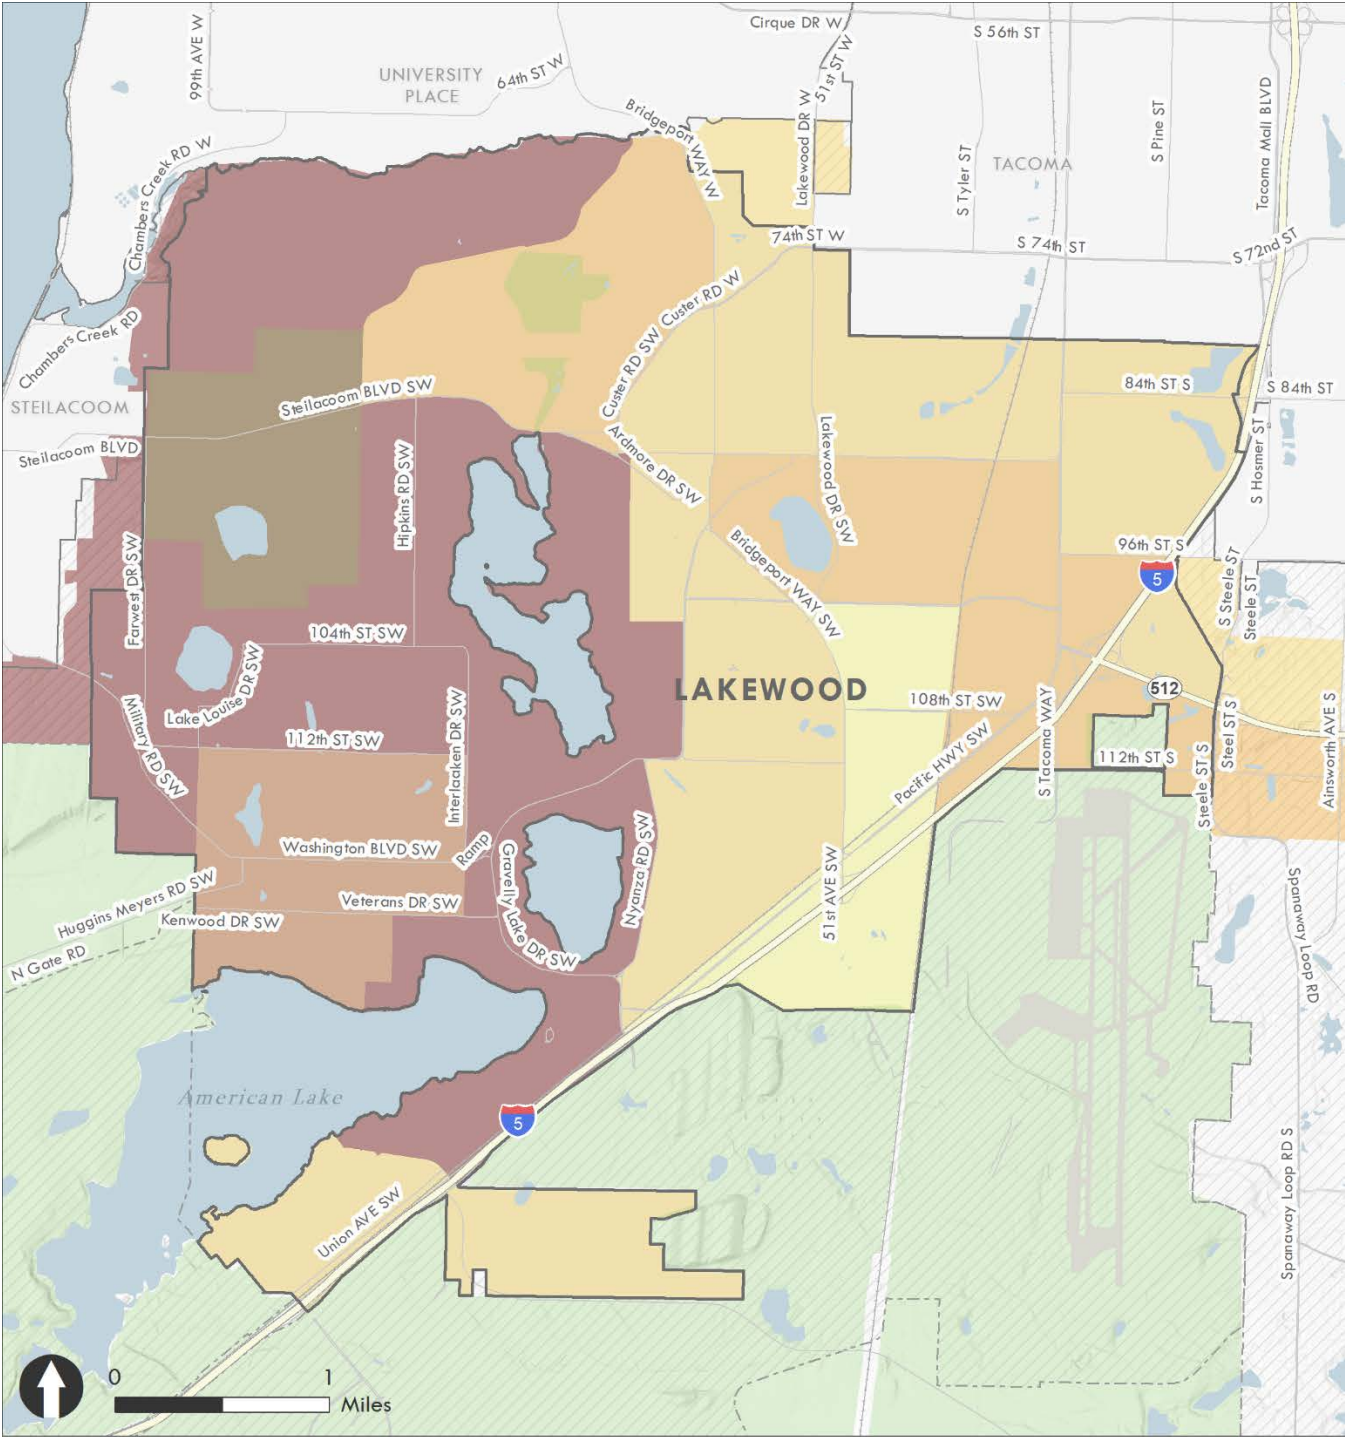 Cirque DR W
S 56th ST
99th AVE W
UNIVERSITY
PLACE
64th ST W
51st ST W
Bridgeport WAY W
Lakewood DR W
S Tyler ST
TACOMA
S Pine ST
Tacoma Mall BLVD
Chambers Creek RD W
74th ST W
S 74th ST
S 72nd ST
Chambers Creek RD
Custer RD W
Custer RD SW
STEILACOOM
Steilacoom BLVD SW
84th ST S
S 84th ST
Steilacoom BLVD
Hipkins RD SW
Ardmore DR SW
Lakewood DR SW
S Hosmer ST
Farwest DR SW
Bridgeport WAY SW
96th ST S
5
S Steele ST
Steele ST
104th ST SW
Lake Louise DR SW
LAKEWOOD
108th ST SW
512
Military RD SW
112th ST SW
Interlaaken DR SW
Pacific HWY SW
S Tacoma WAY
112th ST S
Steele ST S
Steel ST S
Ainsworth AVE S
Washington BLVD SW
Ramp
Gravelly Lake DR SW
Nyanza RD SW
51st AVE SW
Huggins Meyers RD SW
Veterans DR SW
Kenwood DR SW
N Gate RD
Spanaway Loop RD
American Lake
5
Union AVE SW
Spanaway Loop RD S
0 1
Miles